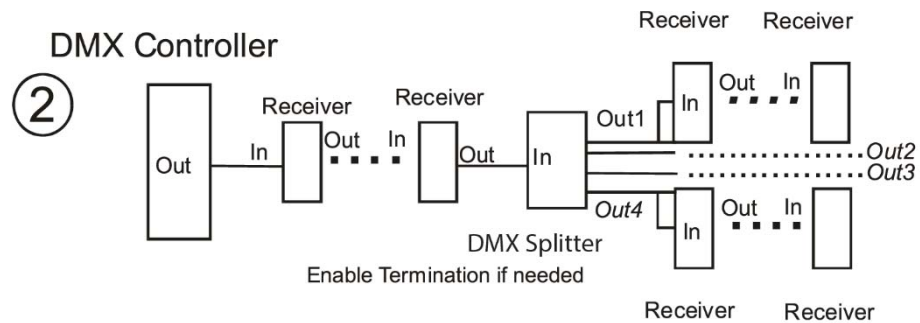 Receiver Receiver
DMX Controller
2
Receiver
Receiver
Out In
In
Out1
In
Out In
Out
Out
In
Out2
Out3
Out4
In
Out In
DMX Splitter
Enable Termination if needed
Receiver Receiver